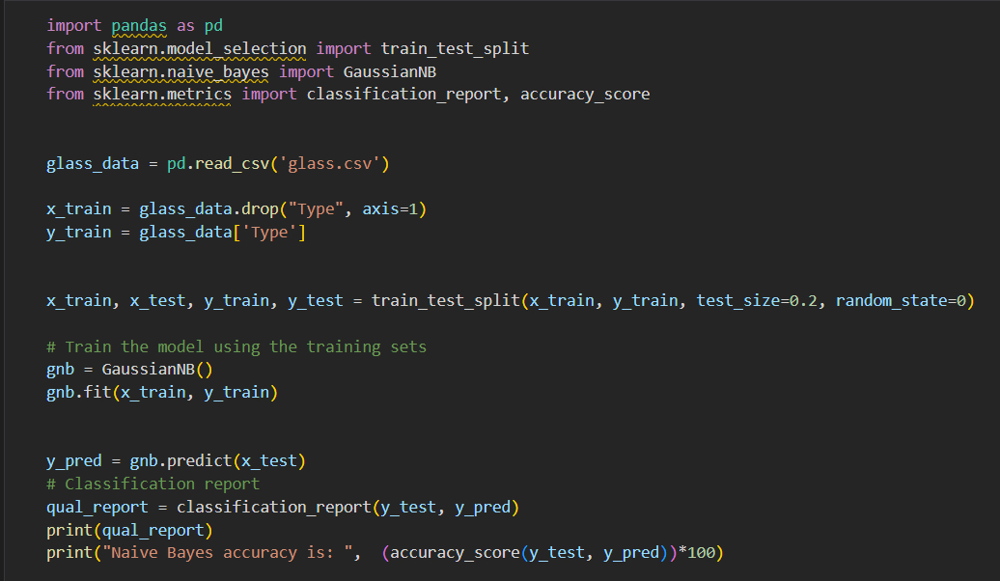 import pandas as pd
from sklearn.model_selection import train_test_split
from sklearn.naive_bayes import GaussianNB
from sklearn.metrics import classification_report, accuracy_score
glass_data = pd.read_csv('glass.csv')
x_train = glass_data.drop("Type", axis=1)
y_train = glass_data['Type']
x_train, x_test, y_train, y_test = train_test_split(x_train, y_train, test_size=0.2, random_state=0)
# Train the model using the training sets
gnb = GaussianNB()
gnb.fit(x_train, y_train)
y_pred = gnb.predict(x_test)
# Classification report
qual_report = classification_report(y_test, y_pred)
print(qual_report)
print("Naive Bayes accuracy is: ",  (accuracy_score(y_test, y_pred))*100)